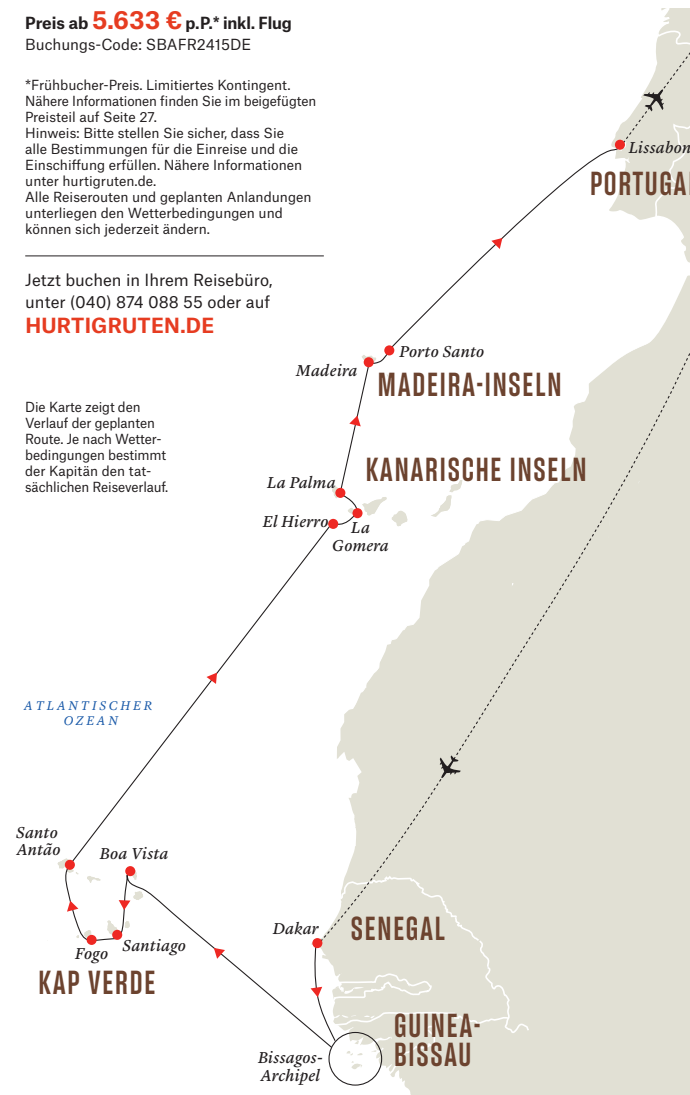 Preis ab 5.633 € p.P.* inkl. Flug
Buchungs-Code: SBAFR2415DE
*Frühbucher-Preis. Limitiertes Kontingent.
Nähere Informationen finden Sie im beigefügten
Preisteil auf Seite 27.
Hinweis: Bitte stellen Sie sicher, dass Sie
alle Bestimmungen für die Einreise und die
Einschiffung erfüllen. Nähere Informationen
unter hurtigruten.de.
Alle Reiserouten und geplanten Anlandungen
unterliegen den Wetterbedingungen und
können sich jederzeit ändern.
Jetzt buchen in Ihrem Reisebüro,
unter (040) 874 088 55 oder auf
HURTIGRUTEN.DE
Die Karte zeigt den
Verlauf der geplanten
Route. Je nach Wetter-
bedingungen bestimmt
der Kapitän den tat-
sächlichen Reiseverlauf.
Lissabon
PORTUGA
Porto Santo
Madeira
MADEIRA-INSELN
KANARISCHE INSELN
La Palma
El Hierro
La
Gomera
ATLANTISCHER
OZEAN
Santo
Antão
Boa Vista
Fogo
Santiago
KAP VERDE
Dakar
SENEGAL
GUINEA-
BISSAU
Bissagos-
Archipel